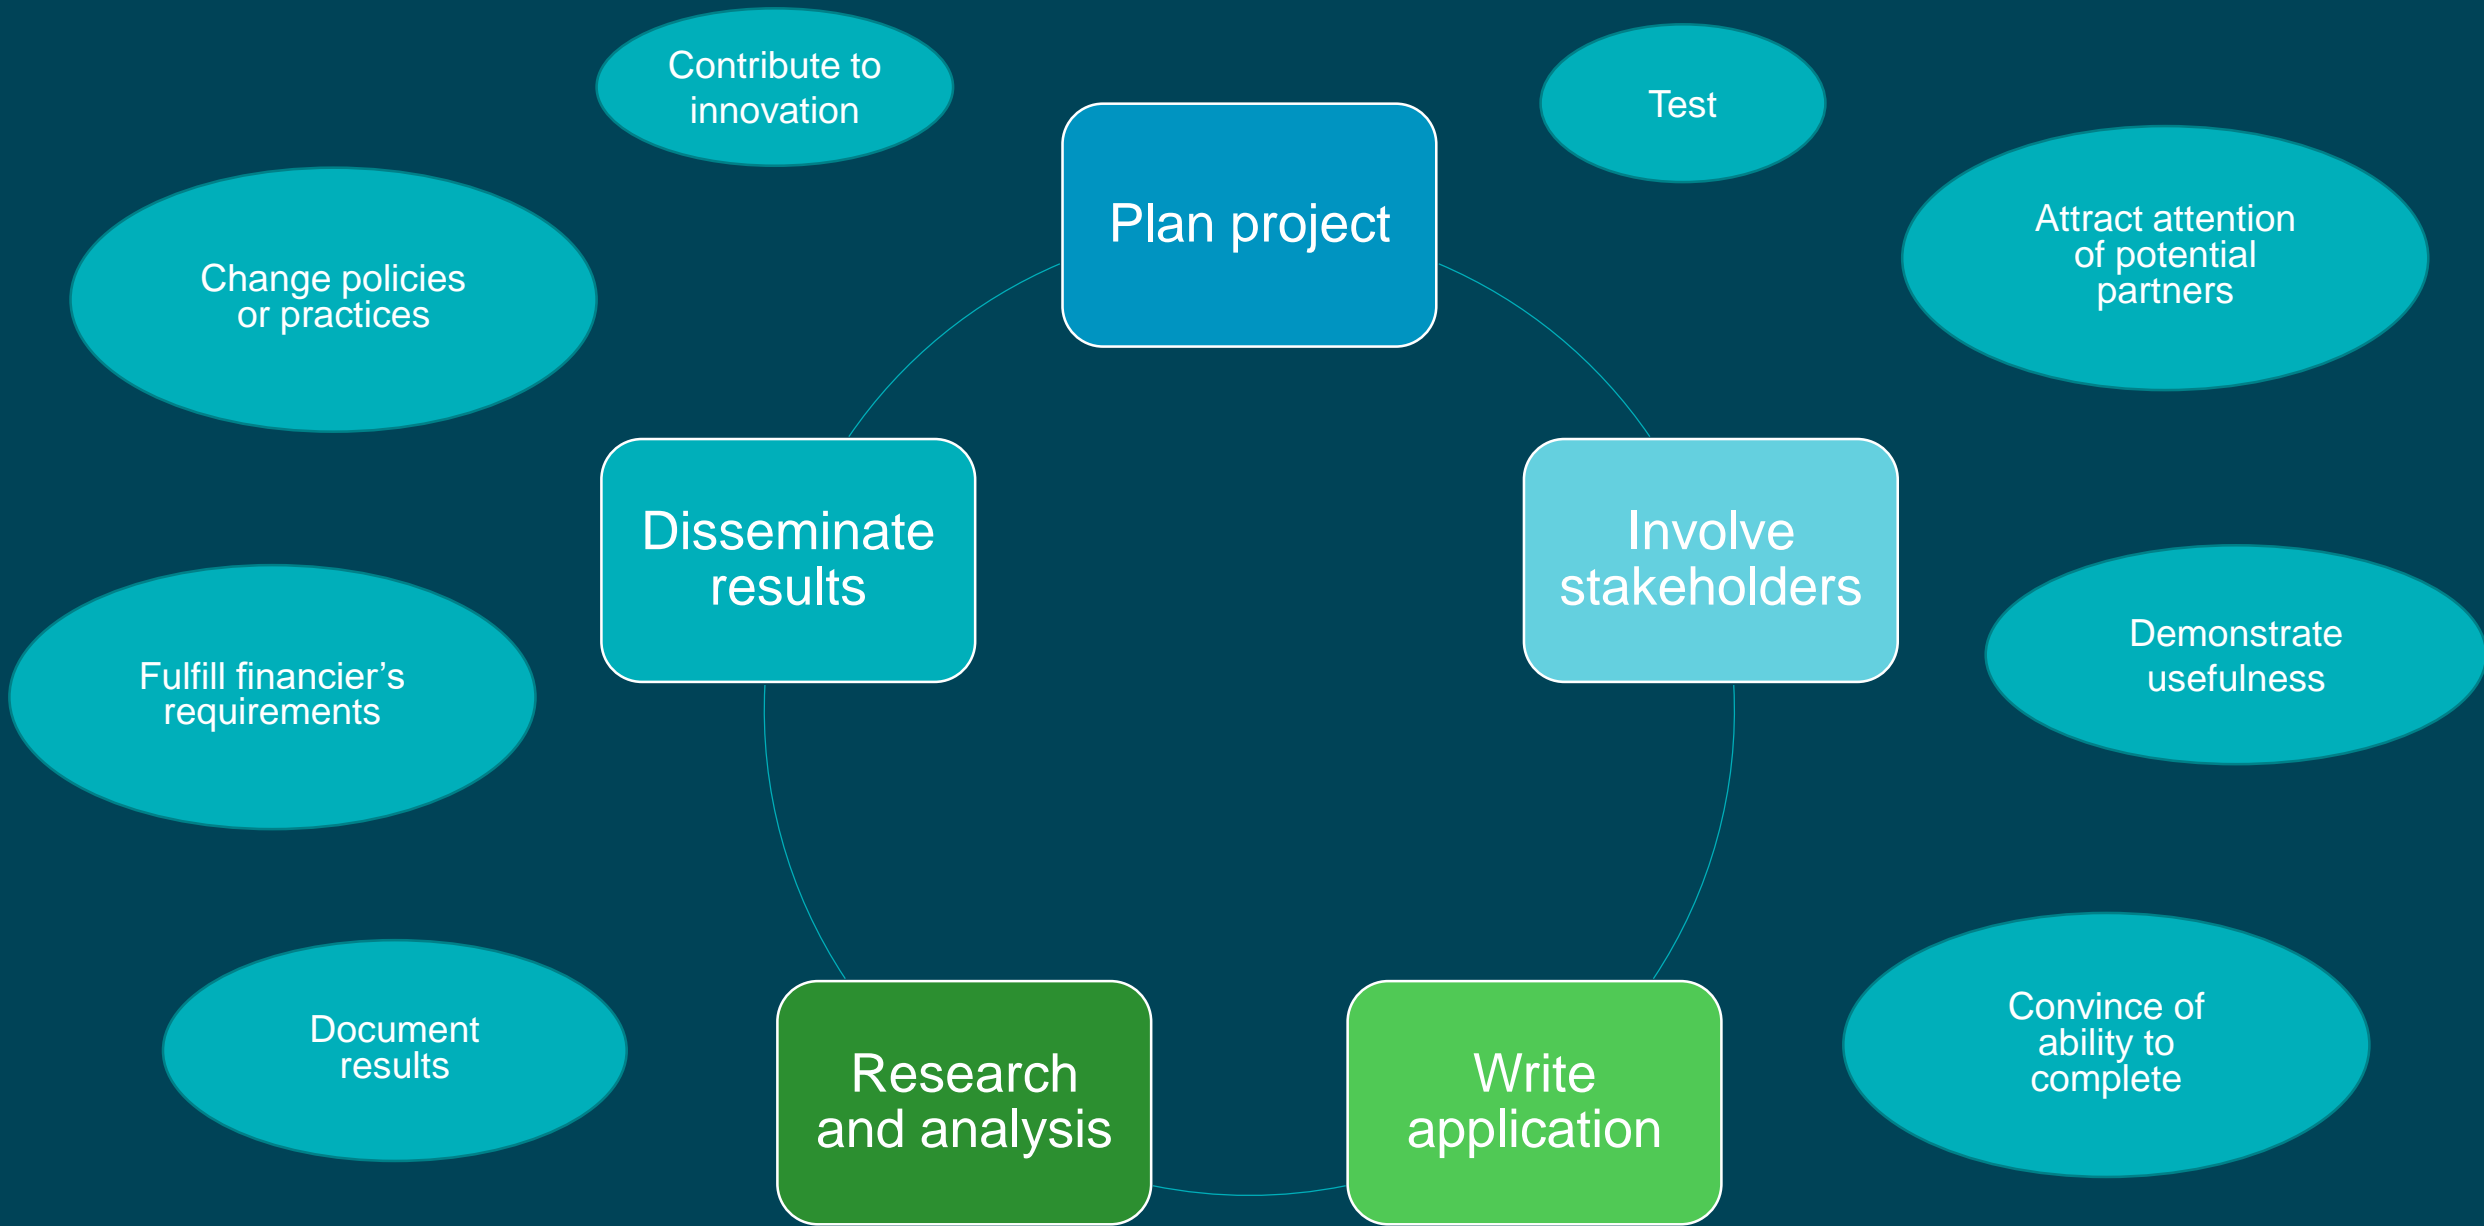 Contribute to
innovation
Test
Plan project
Attract attention
of potential
partners
Change policies
or practices
Disseminate
results
Involve
stakeholders
Demonstrate
usefulness
Fulfill financier’s
requirements
Document
results
Research
and analysis
Write
application
Convince of
ability to
complete